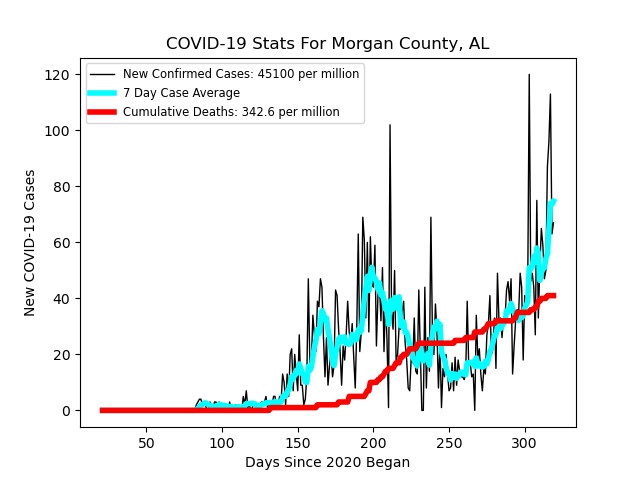 COVID-19 Stats For Morgan County, AL
New Confirmed Cases: 45100 per million
7 Day Case Average
Cumulative Deaths: 342.6 per million
120
100
80
60
40
20
0
New COVID-19 Cases
50 100 150 200 250 300
Days Since 2020 Began